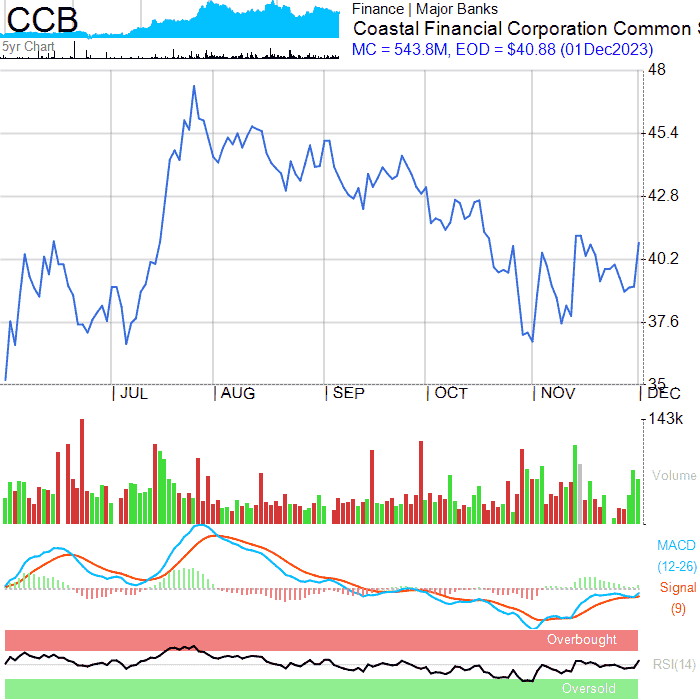 CCB
5yr Chart
Finance | Major Banks
Coastal Financial Corporation Common S
MC = 543.8M, EOD = $40.88 (01Dec2023)
48
45.4
42.8
40.2
37.6
35
| JUL | AUG | SEP | OCT | NOV | DEC
143k
Volume
MACD
(12-26)
Signal
(9)
Overbought
RSI(14)
Oversold